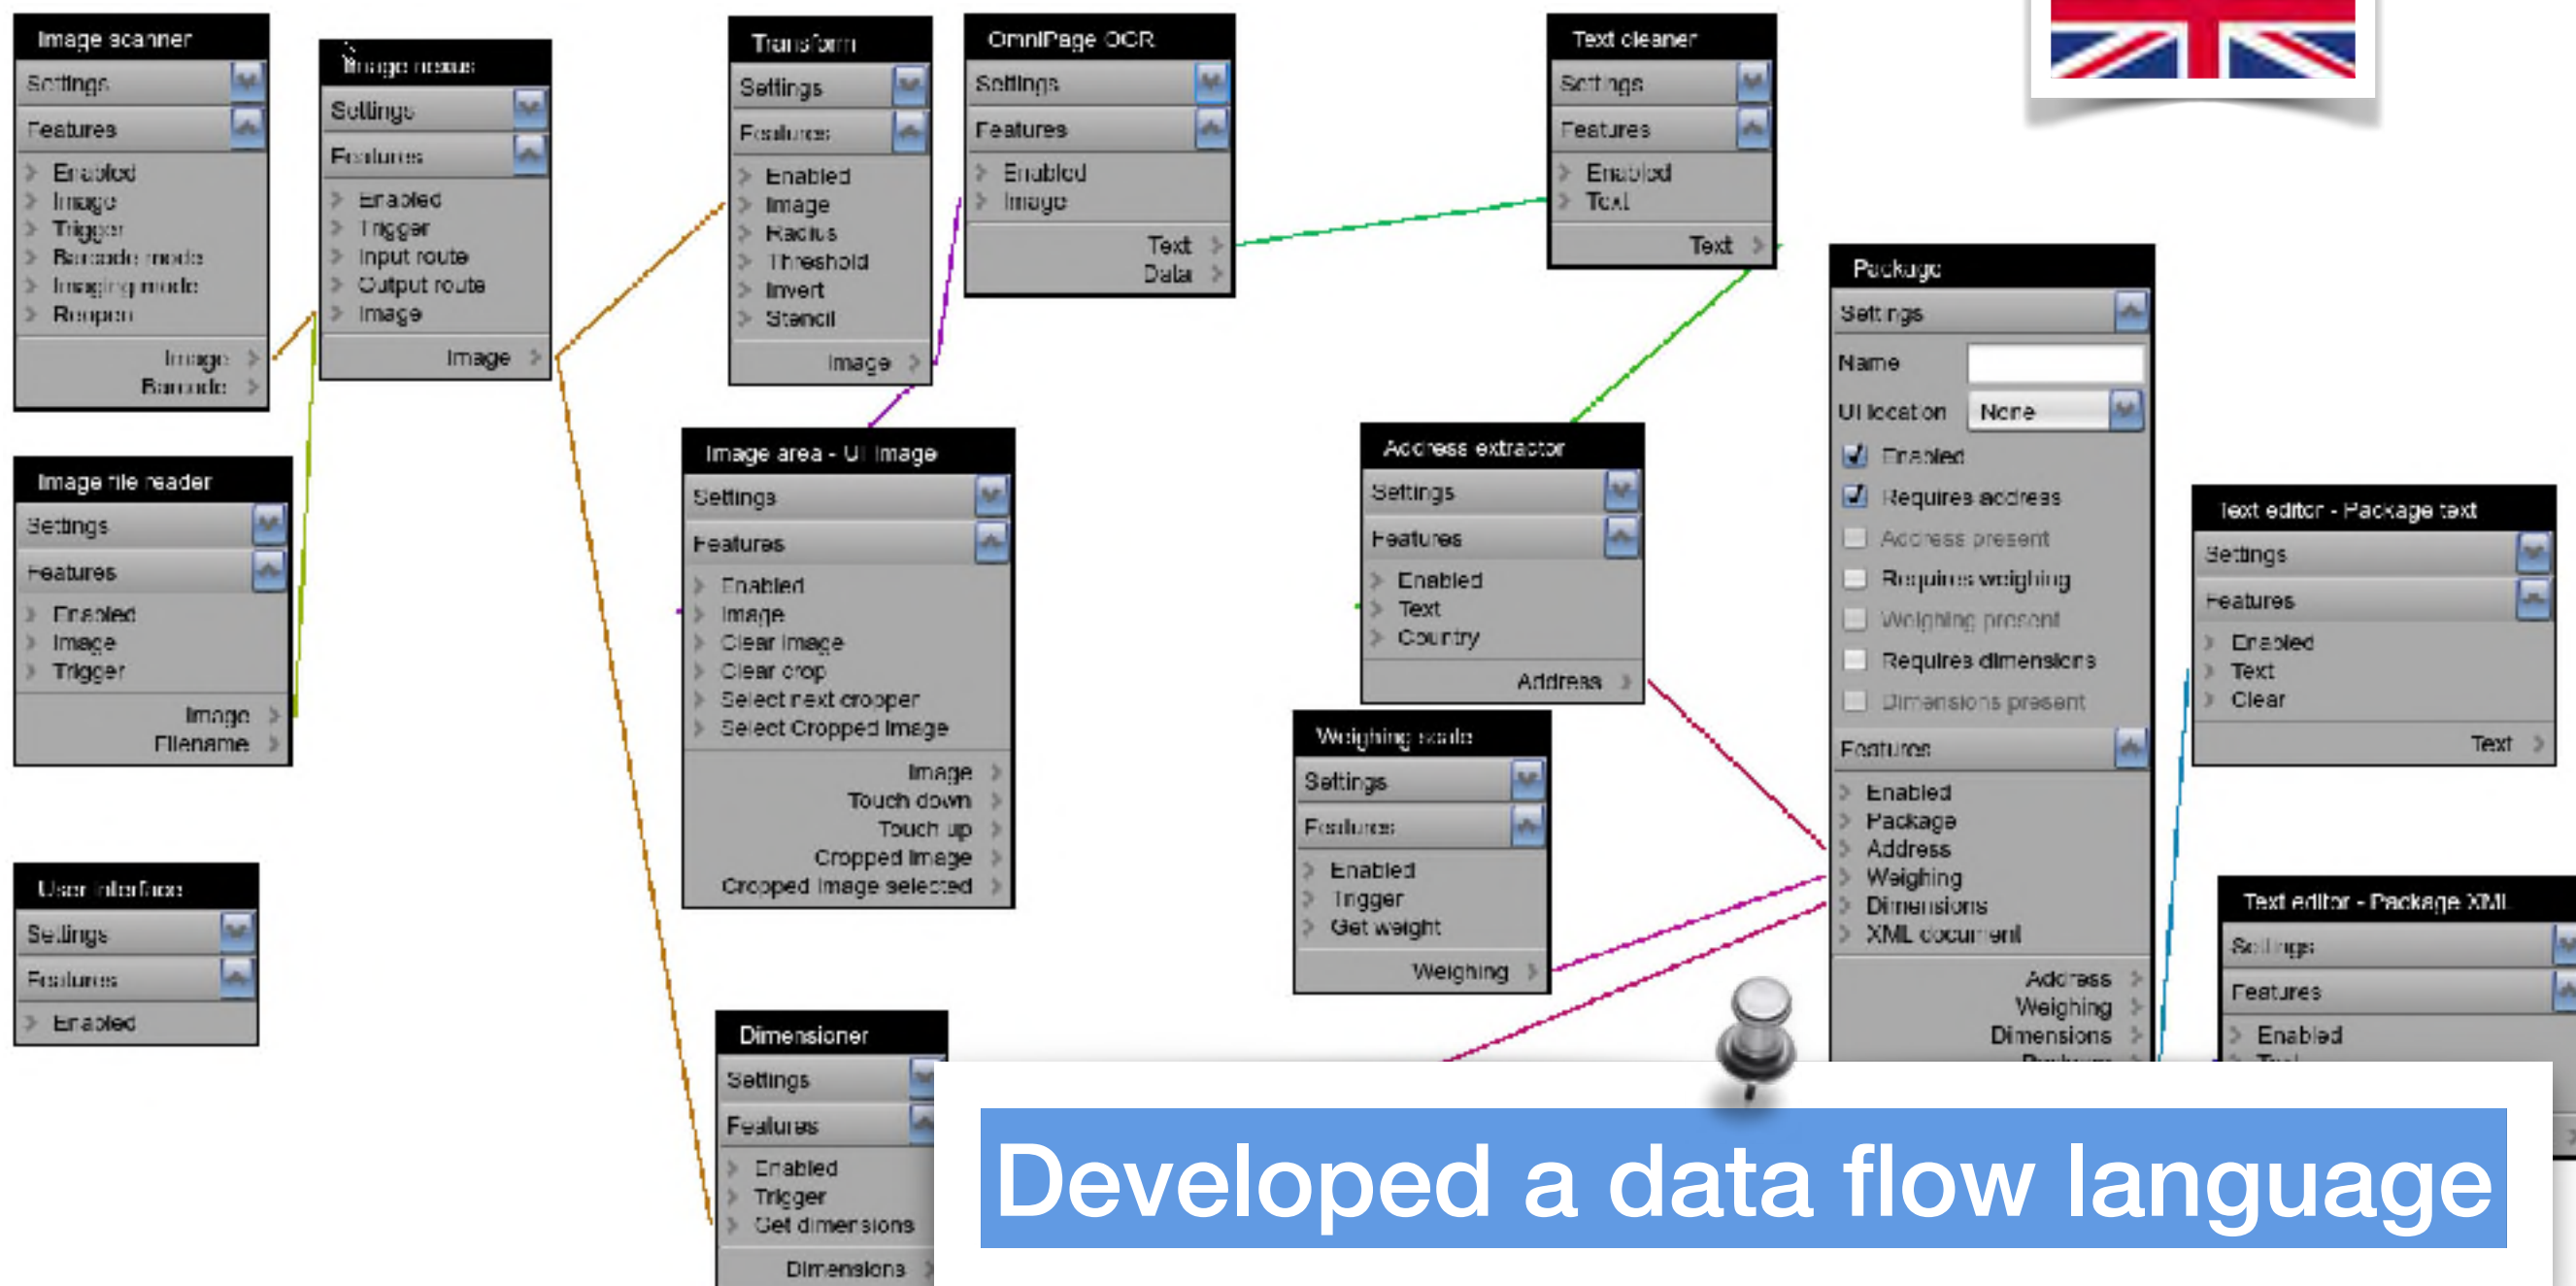 Image scanner
Settings
Features
Enabled
Image
Trigger
Barcode mode
Imaging mode
Reopen
Image
Barcode
Image nexus
Settings
Features
Enabled
Trigger
Input route
Output route
Image
Image
Transform
Settings
Features
Enabled
Image
Radius
Threshold
Invert
Stencil
Image
OmniPage OCR
Settings
Features
Enabled
Image
Text
Data
Text cleaner
Settings
Features
Enabled
Text
Text
Package
Settings
Name
UI location None
Enabled
Requires address
Address present
Requires weighing
Weighing present
Requires dimensions
Dimensions present
Features
Enabled
Package
Address
Weighing
Dimensions
XML document
Address
Weighing
Dimensions
Image file reader
Settings
Features
Enabled
Image
Trigger
Image
Filename
Image area - UI Image
Settings
Features
Enabled
Image
Clear image
Clear crop
Select next cropper
Select Cropped Image
Image
Touch down
Touch up
Cropped image
Cropped image selected
Address extractor
Settings
Features
Enabled
Text
Country
Address
Weighing scale
Settings
Features
Enabled
Trigger
Get weight
Weighing
Text editor - Package text
Settings
Features
Enabled
Text
Clear
Text
User interface
Settings
Features
Enabled
Text editor - Package XML
Settings
Features
Enabled
Dimensioner
Settings
Features
Enabled
Trigger
Get dimensions
Dimensions
Developed a data flow language